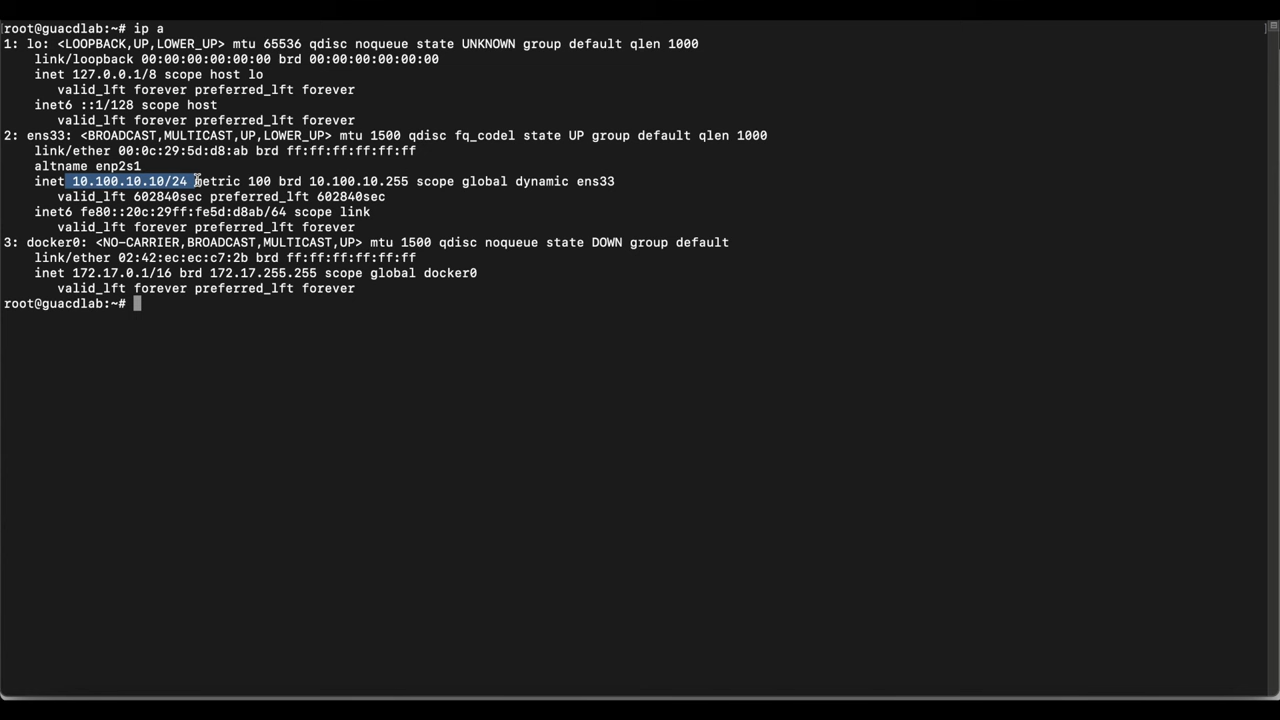 root@guacdlab:~# ip a
1: lo: <LOOPBACK,UP,LOWER_UP> mtu 65536 qdisc noqueue state UNKNOWN group default qlen 1000
    link/loopback 00:00:00:00:00:00 brd 00:00:00:00:00:00
    inet 127.0.0.1/8 scope host lo
       valid_lft forever preferred_lft forever
    inet6 ::1/128 scope host
       valid_lft forever preferred_lft forever
2: ens33: <BROADCAST,MULTICAST,UP,LOWER_UP> mtu 1500 qdisc fq_codel state UP group default qlen 1000
    link/ether 00:0c:29:5d:d8:ab brd ff:ff:ff:ff:ff:ff
    altname enp2s1
    inet 10.100.10.10/24 metric 100 brd 10.100.10.255 scope global dynamic ens33
       valid_lft 602840sec preferred_lft 602840sec
    inet6 fe80::20c:29ff:fe5d:d8ab/64 scope link
       valid_lft forever preferred_lft forever
3: docker0: <NO-CARRIER,BROADCAST,MULTICAST,UP> mtu 1500 qdisc noqueue state DOWN group default
    link/ether 02:42:ec:ec:c7:2b brd ff:ff:ff:ff:ff:ff
    inet 172.17.0.1/16 brd 172.17.255.255 scope global docker0
       valid_lft forever preferred_lft forever
root@guacdlab:~#